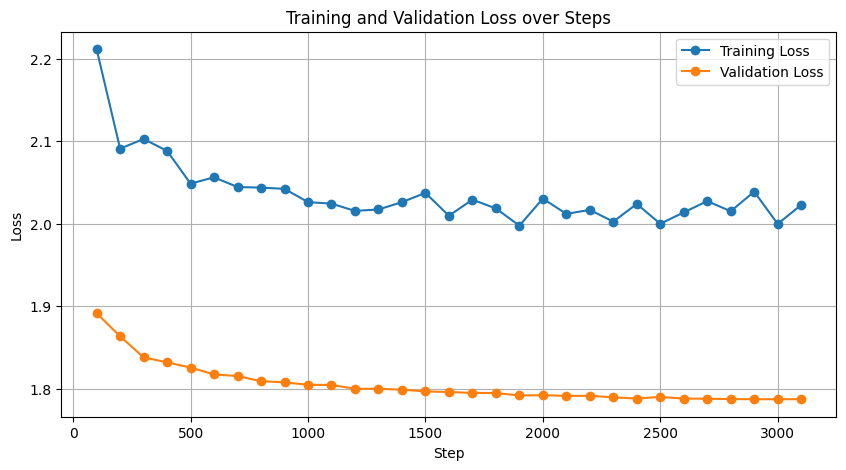 Training and Validation Loss over Steps
Training Loss
Validation Loss
2.2
2.1
2.0
1.9
1.8
Loss
0
500
1000
1500
2000
2500
3000
Step